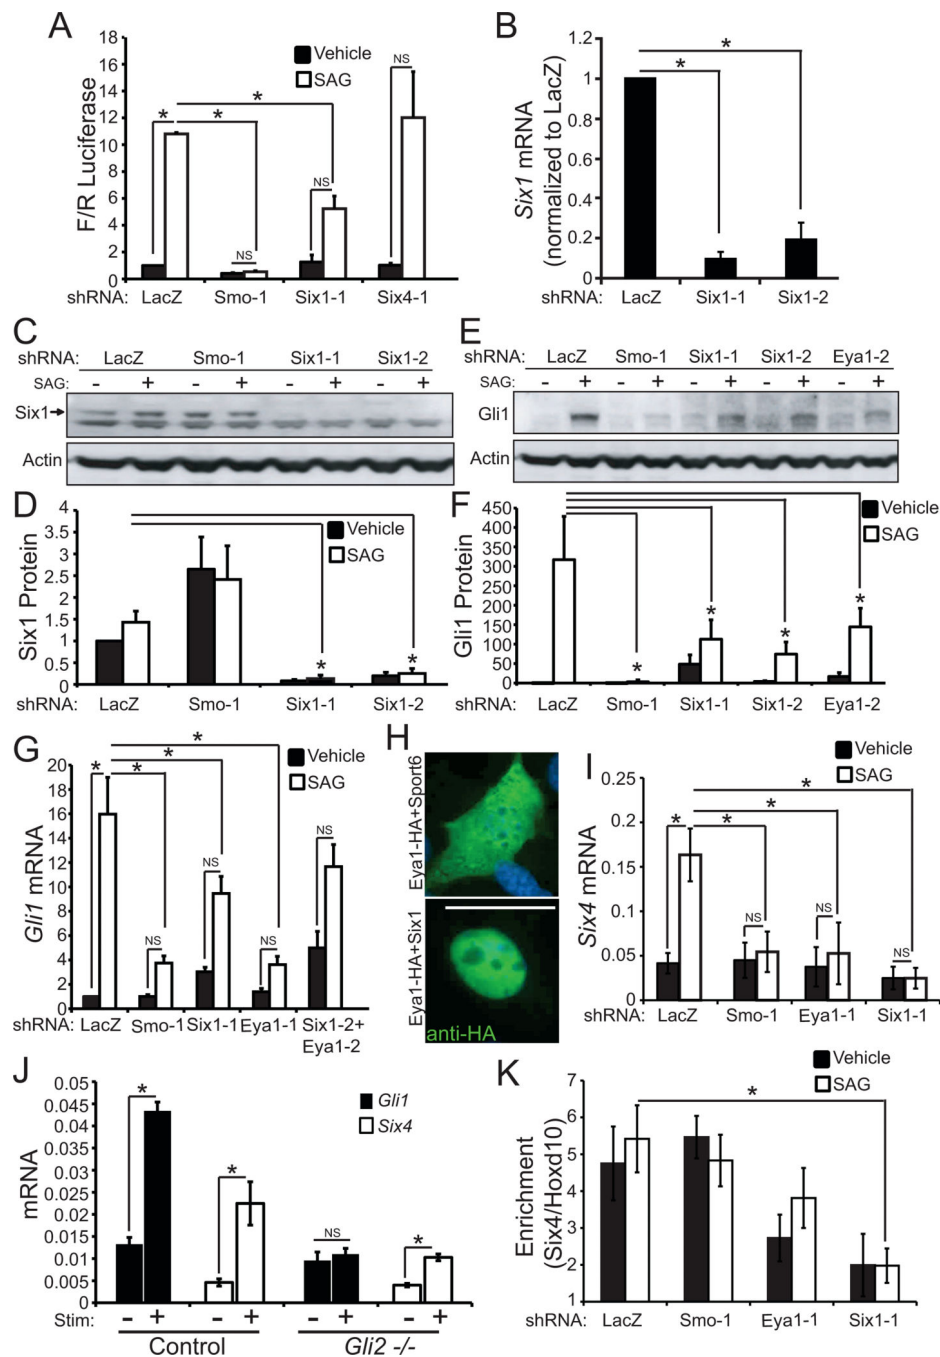 A
Vehicle
SAG
F/R Luciferase
18
16
14
12
10
8
6
4
2
0
*
*
*
NS
NS
NS
shRNA: LacZ Smo-1 Six1-1 Six4-1
B
Six1 mRNA
(normalized to LacZ)
1.2
1
0.8
0.6
0.4
0.2
0
*
*
shRNA: LacZ Six1-1 Six1-2
C
shRNA: LacZ Smo-1 Six1-1 Six1-2
SAG: - + - + - + - +
Six1
Actin
E
shRNA: LacZ Smo-1 Six1-1 Six1-2 Eya1-2
SAG: - + - + - + - + - +
Gli1
Actin
D
Vehicle
SAG
Six1 Protein
4
3.5
3
2.5
2
1.5
1
0.5
0
*
*
shRNA: LacZ Smo-1 Six1-1 Six1-2
F
Vehicle
SAG
Gli1 Protein
450
400
350
300
250
200
150
100
50
0
*
*
*
*
shRNA: LacZ Smo-1 Six1-1 Six1-2 Eya1-2
G
Vehicle
SAG
Gli1 mRNA
20
18
16
14
12
10
8
6
4
2
0
*
*
*
*
NS
NS
NS
NS
shRNA: LacZ Smo-1 Six1-1 Eya1-1 Six1-2+
Eya1-2
H
Eya1-HA+Sport6
Eya1-HA+Six1
anti-HA
I
Vehicle
SAG
Six4 mRNA
0.25
0.2
0.15
0.1
0.05
0
*
*
*
*
NS
NS
NS
shRNA: LacZ Smo-1 Eya1-1 Six1-1
J
Gli1
Six4
mRNA
0.05
0.045
0.04
0.035
0.03
0.025
0.02
0.015
0.01
0.005
0
*
*
NS
*
Stim: - + - + - + - +
Control Gli2 -/-
K
Vehicle
SAG
Enrichment
(Six4/Hoxd10)
7
6
5
4
3
2
1
*
shRNA: LacZ Smo-1 Eya1-1 Six1-1